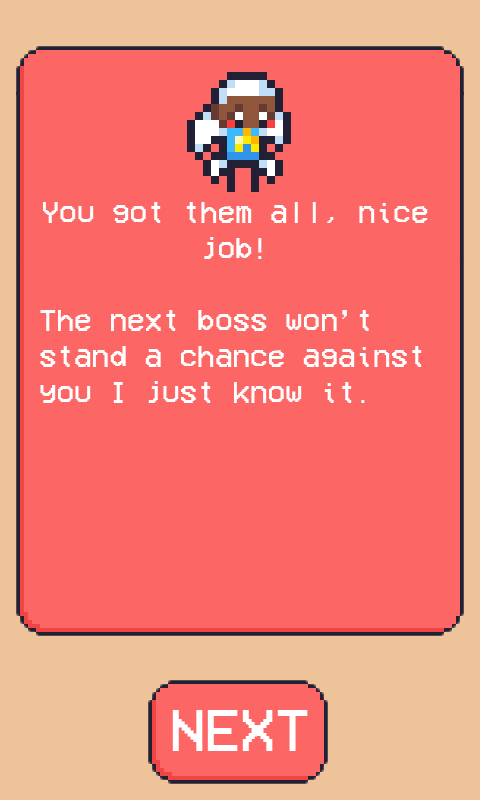 You got them all, nice
job!
The next boss won't
stand a chance against
you I just know it.
NEXT